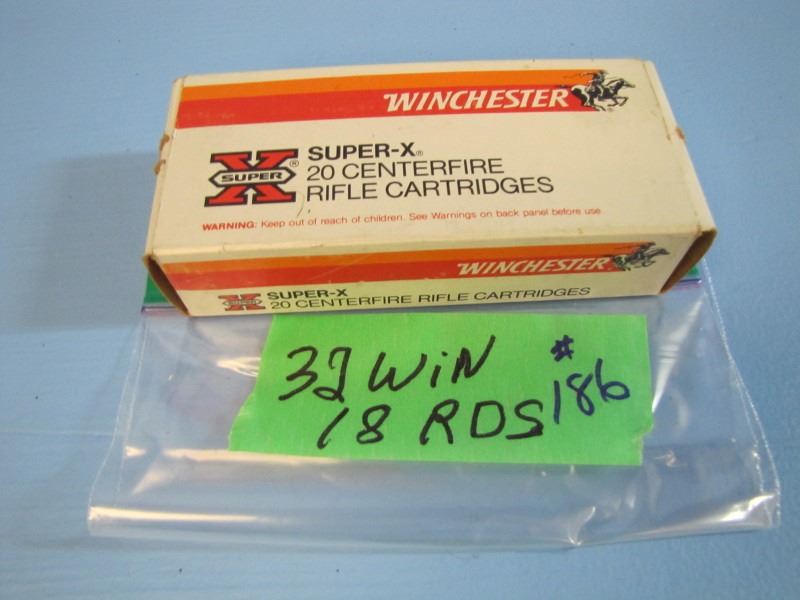 WINCHESTER
X SUPER ®
SUPER-X®
20 CENTERFIRE
RIFLE CARTRIDGES
WARNING: Keep out of reach of children. See Warnings on back panel before use.
WINCHESTER
X SUPER
SUPER-X
20 CENTERFIRE RIFLE CARTRIDGES
32 WiN #
18 RDS 186